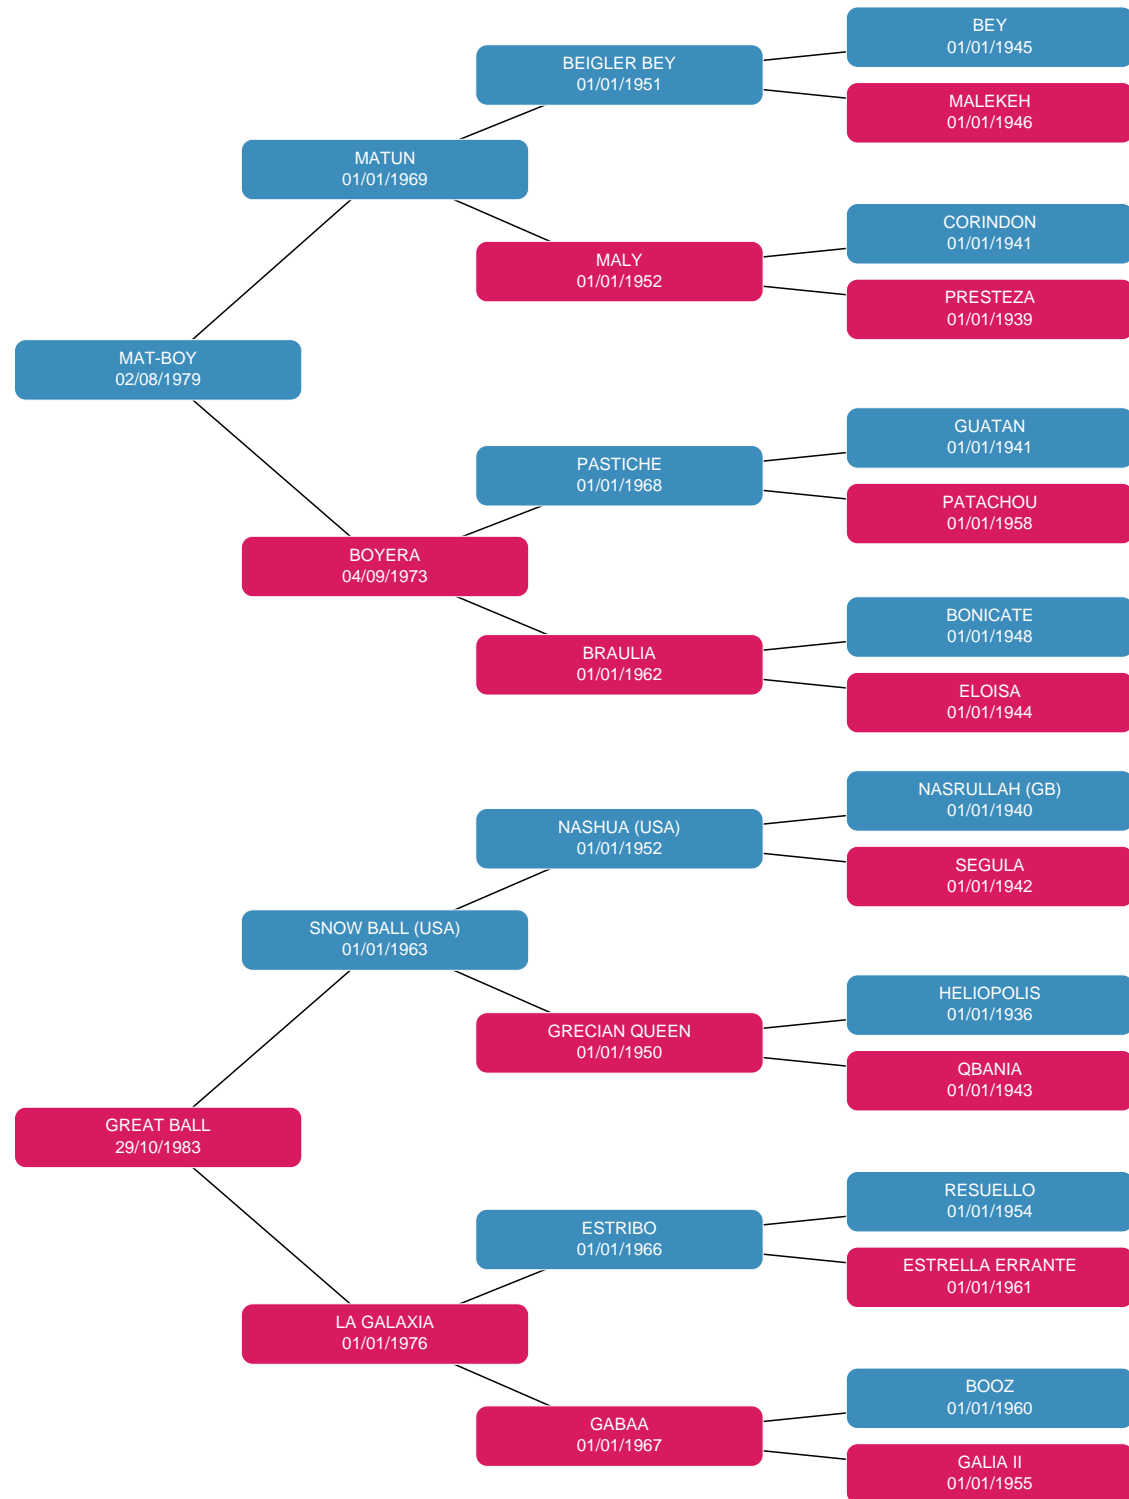 BEY
01/01/1945
BEIGLER BEY
01/01/1951
MALEKEH
01/01/1946
MATUN
01/01/1969
CORINDON
01/01/1941
MALY
01/01/1952
PRESTEZA
01/01/1939
MAT-BOY
02/08/1979
GUATAN
01/01/1941
PASTICHE
01/01/1968
PATACHOU
01/01/1958
BOYERA
04/09/1973
BONICATE
01/01/1948
BRAULIA
01/01/1962
ELOISA
01/01/1944
NASRULLAH (GB)
01/01/1940
NASHUA (USA)
01/01/1952
SEGULA
01/01/1942
SNOW BALL (USA)
01/01/1963
HELIOPOLIS
01/01/1936
GRECIAN QUEEN
01/01/1950
QBANIA
01/01/1943
GREAT BALL
29/10/1983
RESUELLO
01/01/1954
ESTRIBO
01/01/1966
ESTRELLA ERRANTE
01/01/1961
LA GALAXIA
01/01/1976
BOOZ
01/01/1960
GABAA
01/01/1967
GALIA II
01/01/1955